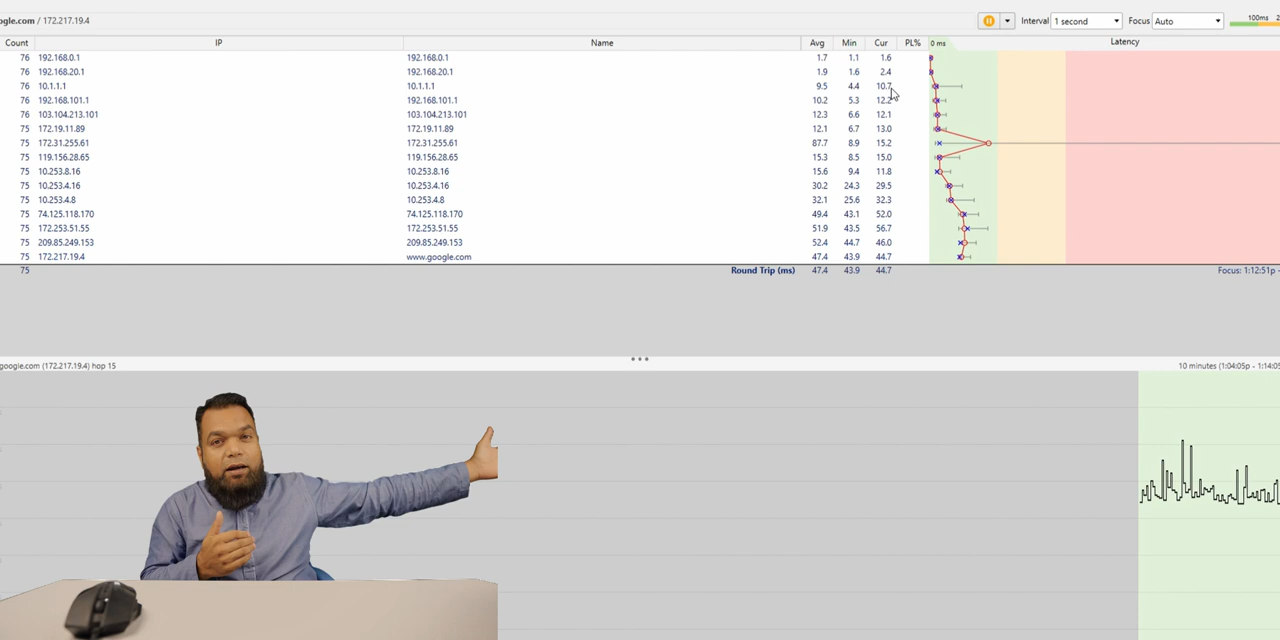 ogle.com / 172.217.19.4 Interval 1 second Focus Auto 100ms 2
Count IP Name Avg Min Cur PL% 0 ms Latency
76 192.168.0.1 192.168.0.1 1.7 1.1 1.6
76 192.168.20.1 192.168.20.1 1.9 1.6 2.4
76 10.1.1.1 10.1.1.1 9.5 4.4 10.7
76 192.168.101.1 192.168.101.1 10.2 5.3 12.2
76 103.104.213.101 103.104.213.101 12.3 6.6 12.1
75 172.19.11.89 172.19.11.89 12.1 6.7 13.0
75 172.31.255.61 172.31.255.61 87.7 8.9 15.2
75 119.156.28.65 119.156.28.65 15.3 8.5 15.0
75 10.253.8.16 10.253.8.16 15.6 9.4 11.8
75 10.253.4.16 10.253.4.16 30.2 24.3 29.5
75 10.253.4.8 10.253.4.8 32.1 25.6 32.3
75 74.125.118.170 74.125.118.170 49.4 43.1 52.0
75 172.253.51.55 172.253.51.55 51.9 43.5 56.7
75 209.85.249.153 209.85.249.153 52.4 44.7 46.0
75 172.217.19.4 www.google.com 47.4 43.9 44.7
75 Round Trip (ms) 47.4 43.9 44.7 Focus: 1:12:51p -
google.com (172.217.19.4) hop 15 10 minutes (1:04:05p - 1:14:05